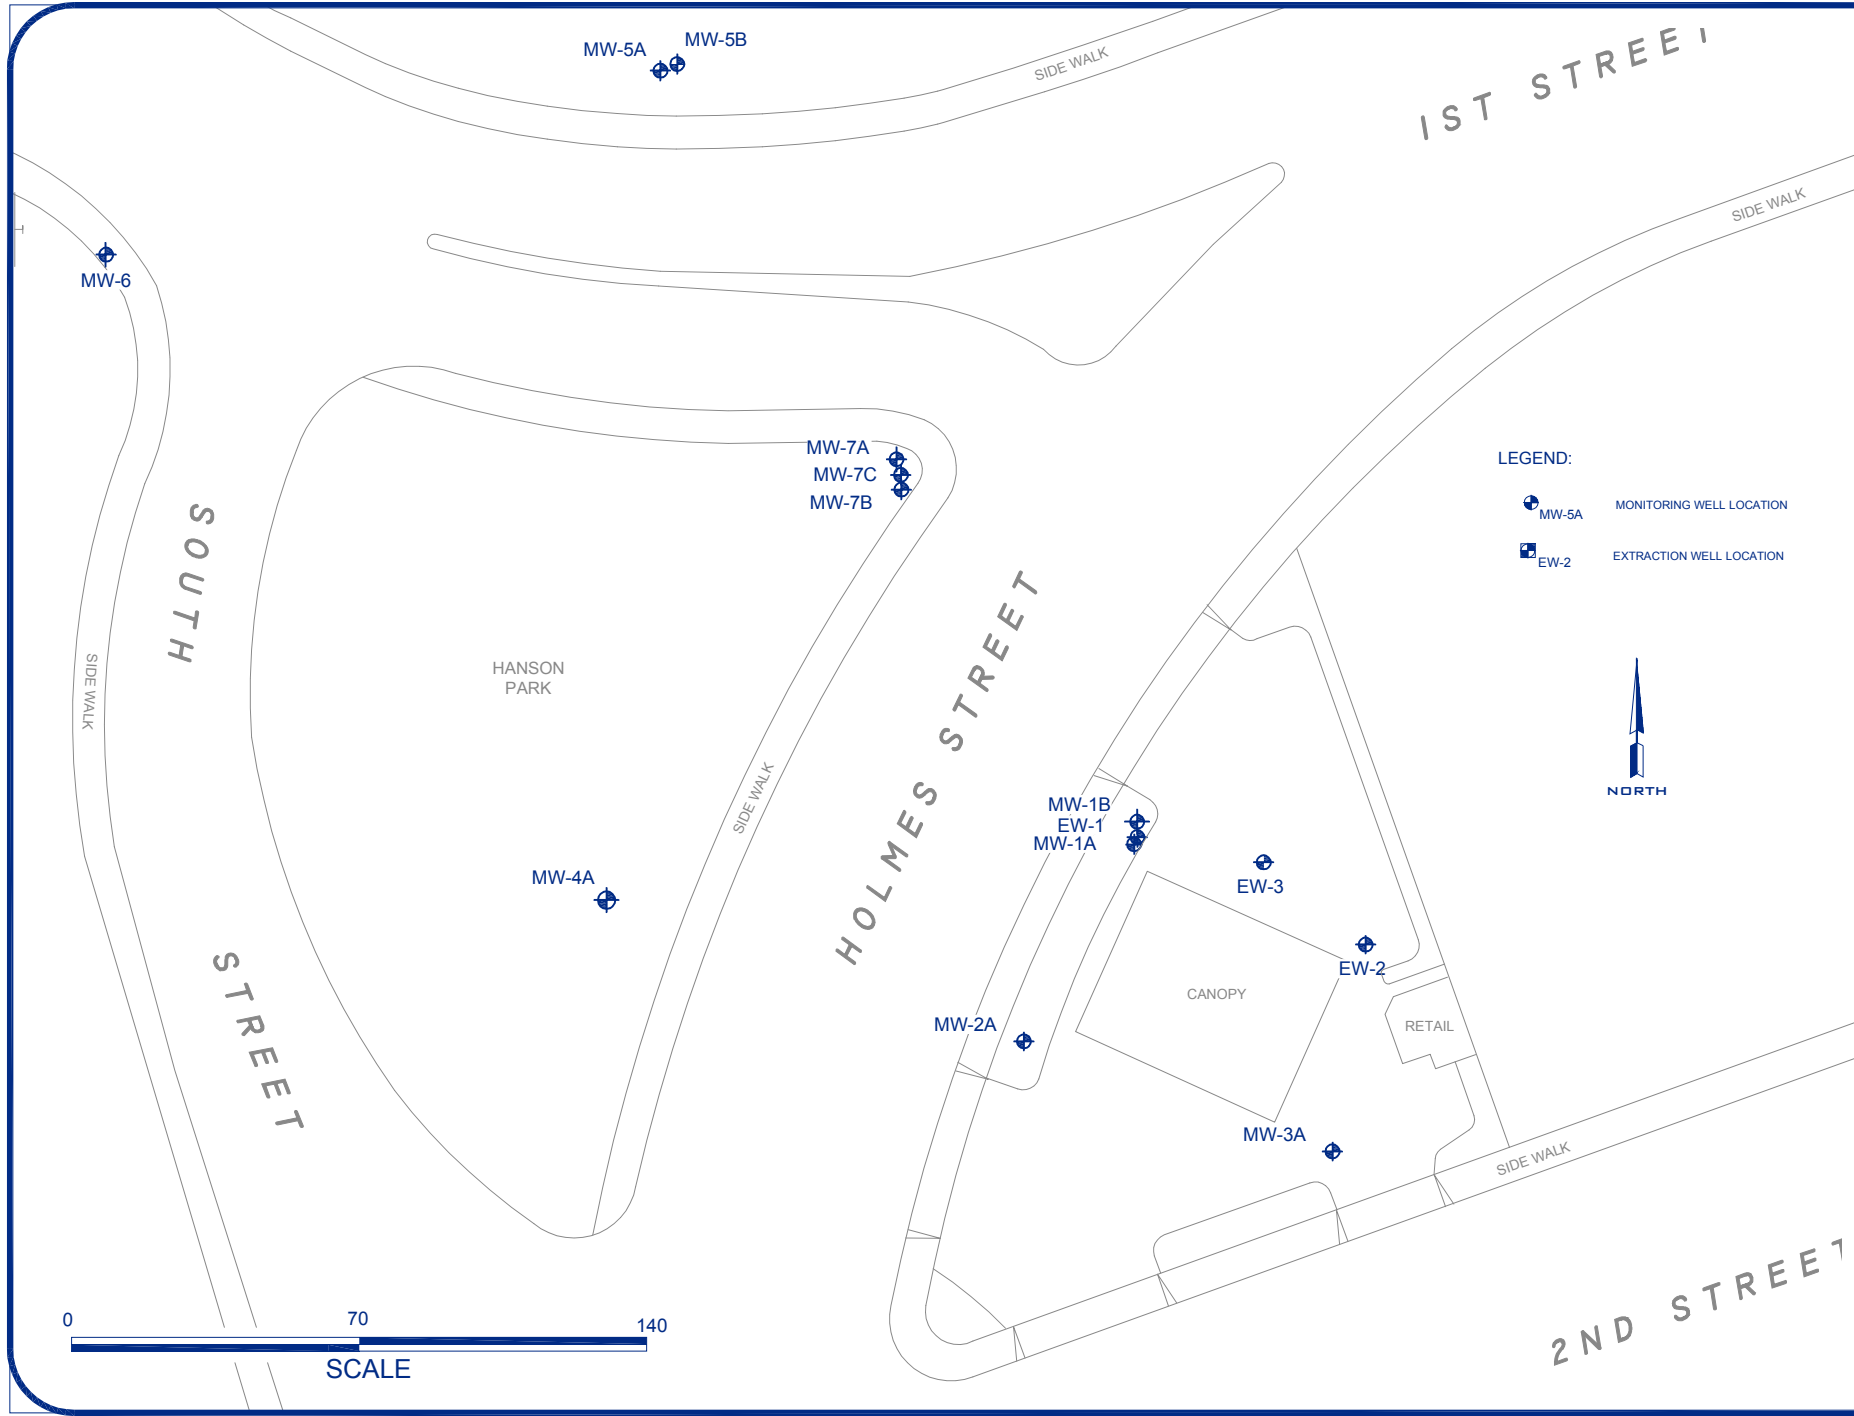 MW-5A
MW-5B
SIDE WALK
1ST STREET
SIDE WALK
MW-6
MW-7A
MW-7C
MW-7B
LEGEND:
MW-5A MONITORING WELL LOCATION
EW-2 EXTRACTION WELL LOCATION
SOUTH
STREET
SIDE WALK
HANSON
PARK
HOLMES STREET
SIDE WALK
NORTH
MW-1B
EW-1
MW-1A
EW-3
MW-4A
EW-2
CANOPY
RETAIL
MW-2A
MW-3A
SIDE WALK
2ND STREET
0 70 140
SCALE